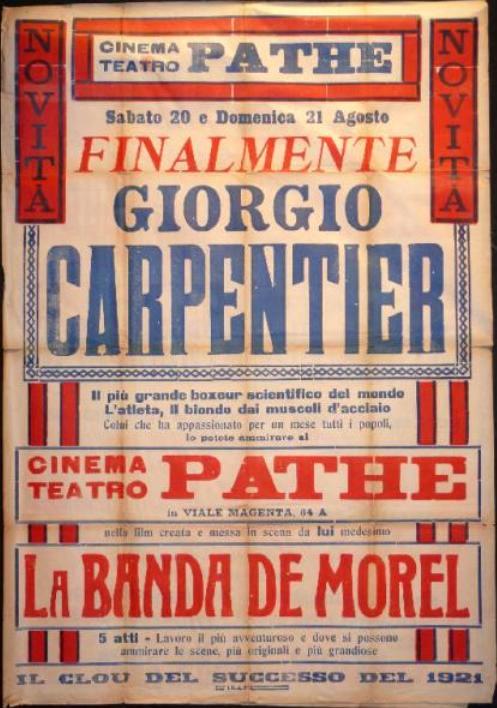 NOVITÀ
NOVITÀ
CINEMA TEATRO PATHE
Sabato 20 e Domenica 21 Agosto
FINALMENTE
GIORGIO
CARPENTIER
Il più grande boxeur scientifico del mondo
L'atleta, il biondo dai muscoli d'acciaio
Colui che ha appassionato per un mese tutti i popoli,
lo potete ammirare al
CINEMA TEATRO PATHE
in VIALE MAGENTA, 64 A
nella film creata e messa in scena da lui medesimo
LA BANDA DE MOREL
5 atti - Lavoro il più avventuroso e dove si possono
ammirare le scene, più originali e più grandiose
IL CLOU DEL SUCCESSO DEL 1921